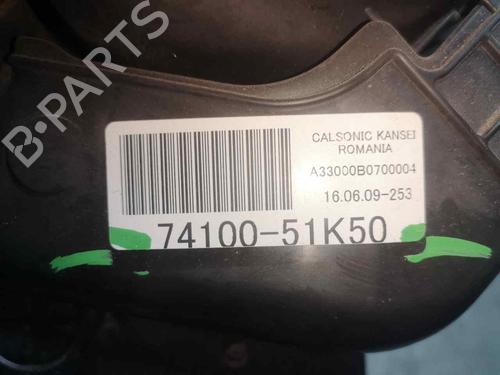 B-PARTS
CALSONIC KANSEI
ROMANIA
A33000B0700004
16.06.09-253
74100-51K50